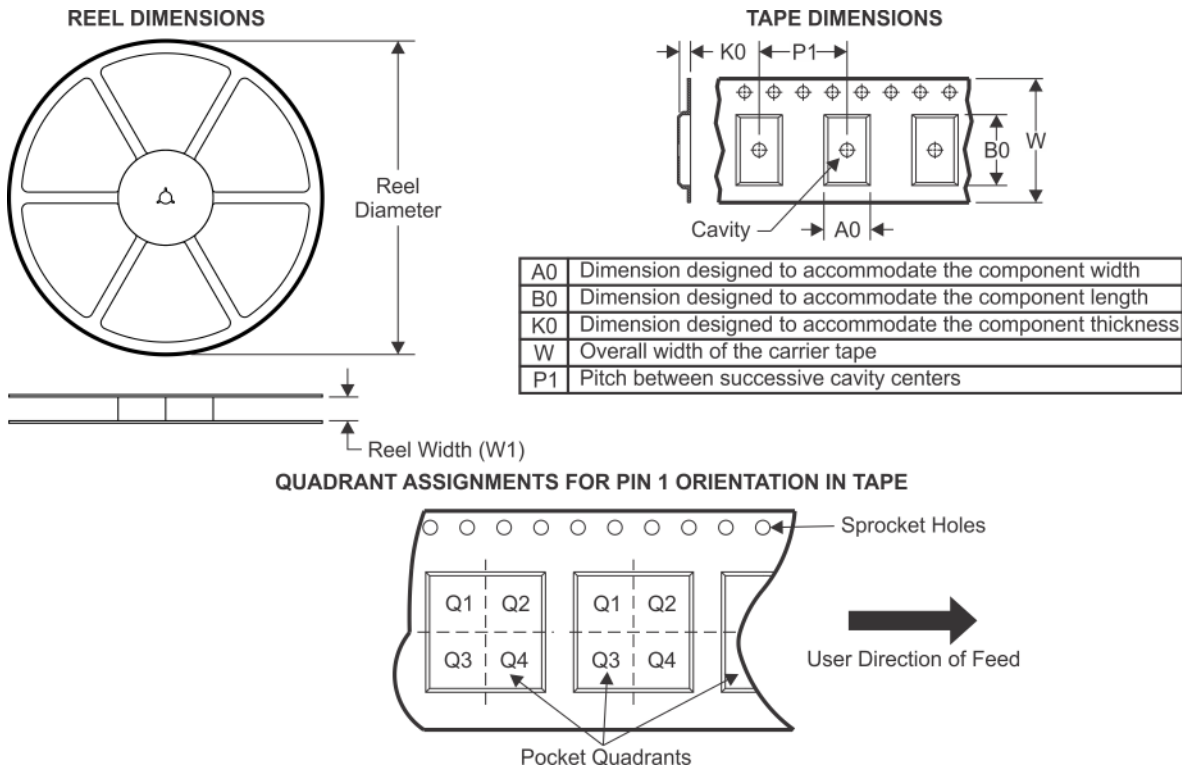 REEL DIMENSIONS
Reel
Diameter
Reel Width (W1)
TAPE DIMENSIONS
K0
P1
B0
W
Cavity
A0
A0 Dimension designed to accommodate the component width
B0 Dimension designed to accommodate the component length
K0 Dimension designed to accommodate the component thickness
W Overall width of the carrier tape
P1 Pitch between successive cavity centers
QUADRANT ASSIGNMENTS FOR PIN 1 ORIENTATION IN TAPE
Sprocket Holes
Q1 Q2 Q1 Q2
Q3 Q4 Q3 Q4
User Direction of Feed
Pocket Quadrants